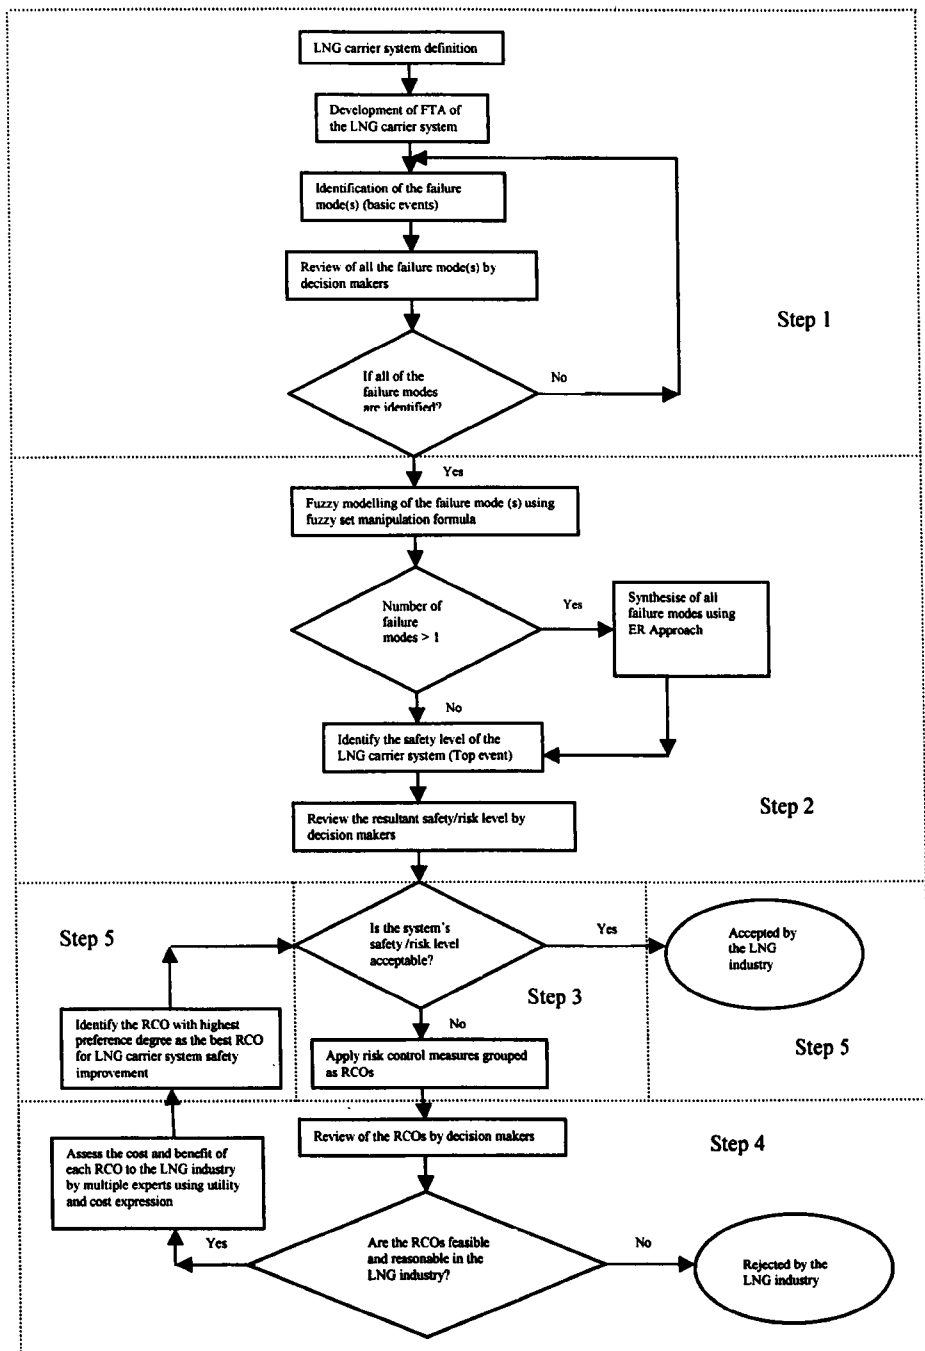 LNG carrier system definition
Development of FTA of
the LNG carrier system
Identification of the failure
mode(s) (basic events)
Review of all the failure mode(s) by
decision makers
Step 1
If all of the
failure modes
are identified?
No
Yes
Fuzzy modelling of the failure mode (s) using
fuzzy set manipulation formula
Number of
failure
modes > 1
Yes
Synthesise of all
failure modes using
ER Approach
No
Identify the safety level of the
LNG carrier system (Top event)
Step 2
Review the resultant safety/risk level by
decision makers
Step 5
Is the system's
safety /risk level
acceptable?
Yes
Accepted by
the LNG
industry
Step 3
No
Identify the RCO with highest
preference degree as the best RCO
for LNG carrier system safety
improvement
Apply risk control measures grouped
as RCOs
Step 5
Review of the RCOs by decision makers
Step 4
Assess the cost and benefit of
each RCO to the LNG industry
by multiple experts using utility
and cost expression
Yes
Are the RCOs feasible
and reasonable in the
LNG industry?
No
Rejected by the
LNG industry